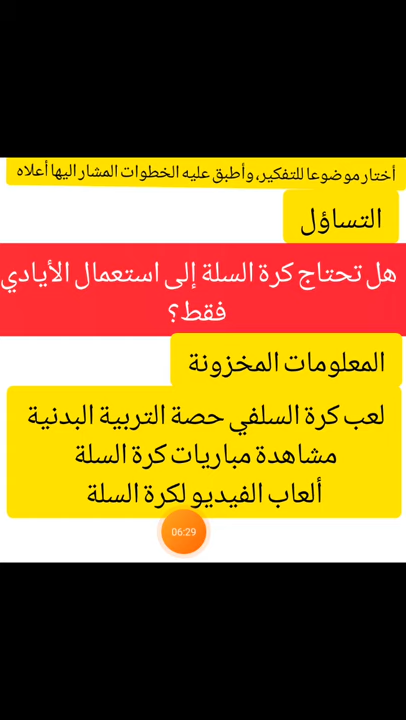 أختار موضوعا للتفكير، وأطبق عليه الخطوات المشار اليها أعلاه
التساؤل
هل تحتاج كرة السلة إلى استعمال الأيادي
فقط؟
المعلومات المخزونة
لعب كرة السلفي حصة التربية البدنية
مشاهدة مباريات كرة السلة
ألعاب الفيديو لكرة السلة
06:29